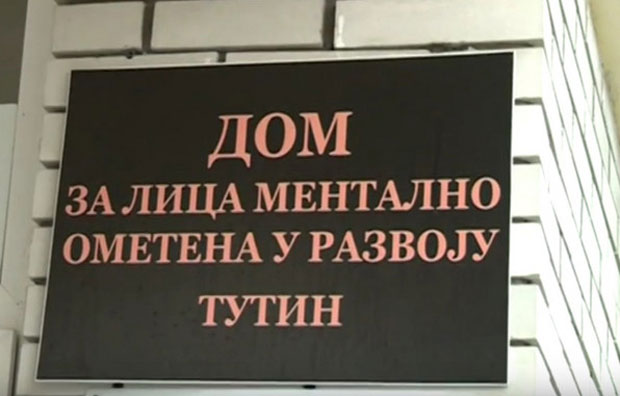 ДОМ
ЗА ЛИЦА МЕНТАЛНО
ОМЕТЕНА У РАЗВОЈУ
ТУТИН